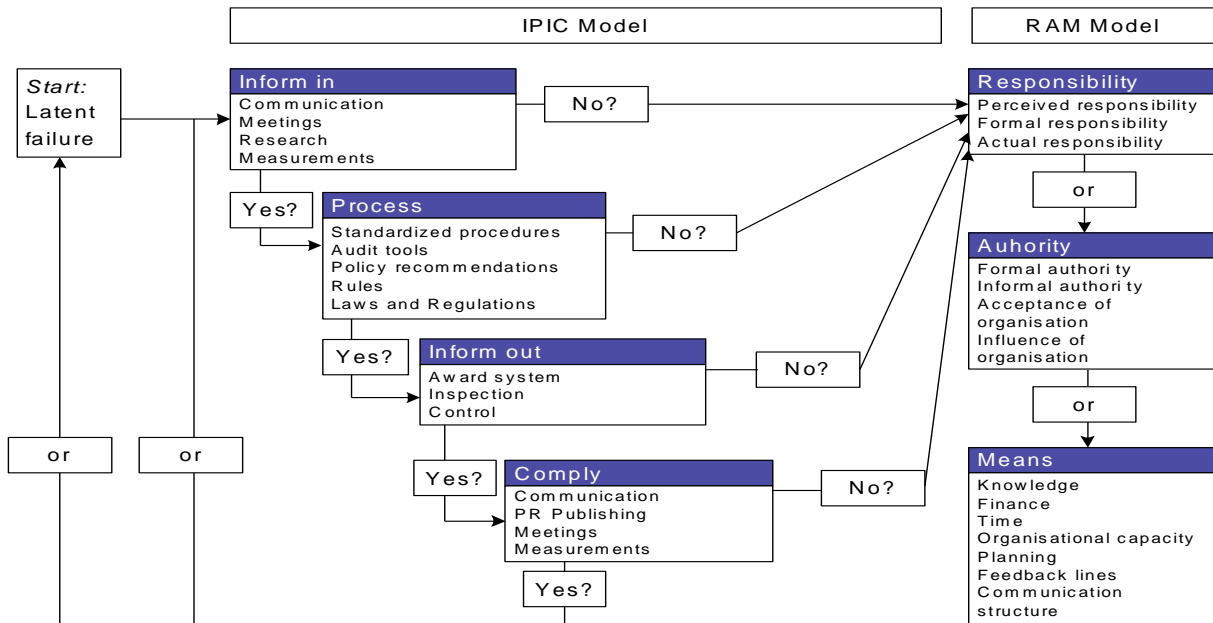 IPIC Model
RAM Model
Start:
Latent
failure
Inform in
Communication
Meetings
Research
Measurements
No?
Responsibility
Perceived responsibility
Formal responsibility
Actual responsibility
Yes?
Process
Standardized procedures
Audit tools
Policy recommendations
Rules
Laws and Regulations
No?
or
Auhority
Formal authority
Informal authority
Acceptance of
organisation
Influence of
organisation
Yes?
Inform out
Award system
Inspection
Control
No?
or
or
or
Yes?
Comply
Communication
PR Publishing
Meetings
Measurements
No?
Means
Knowledge
Finance
Time
Organisational capacity
Planning
Feedback lines
Communication
structure
Yes?